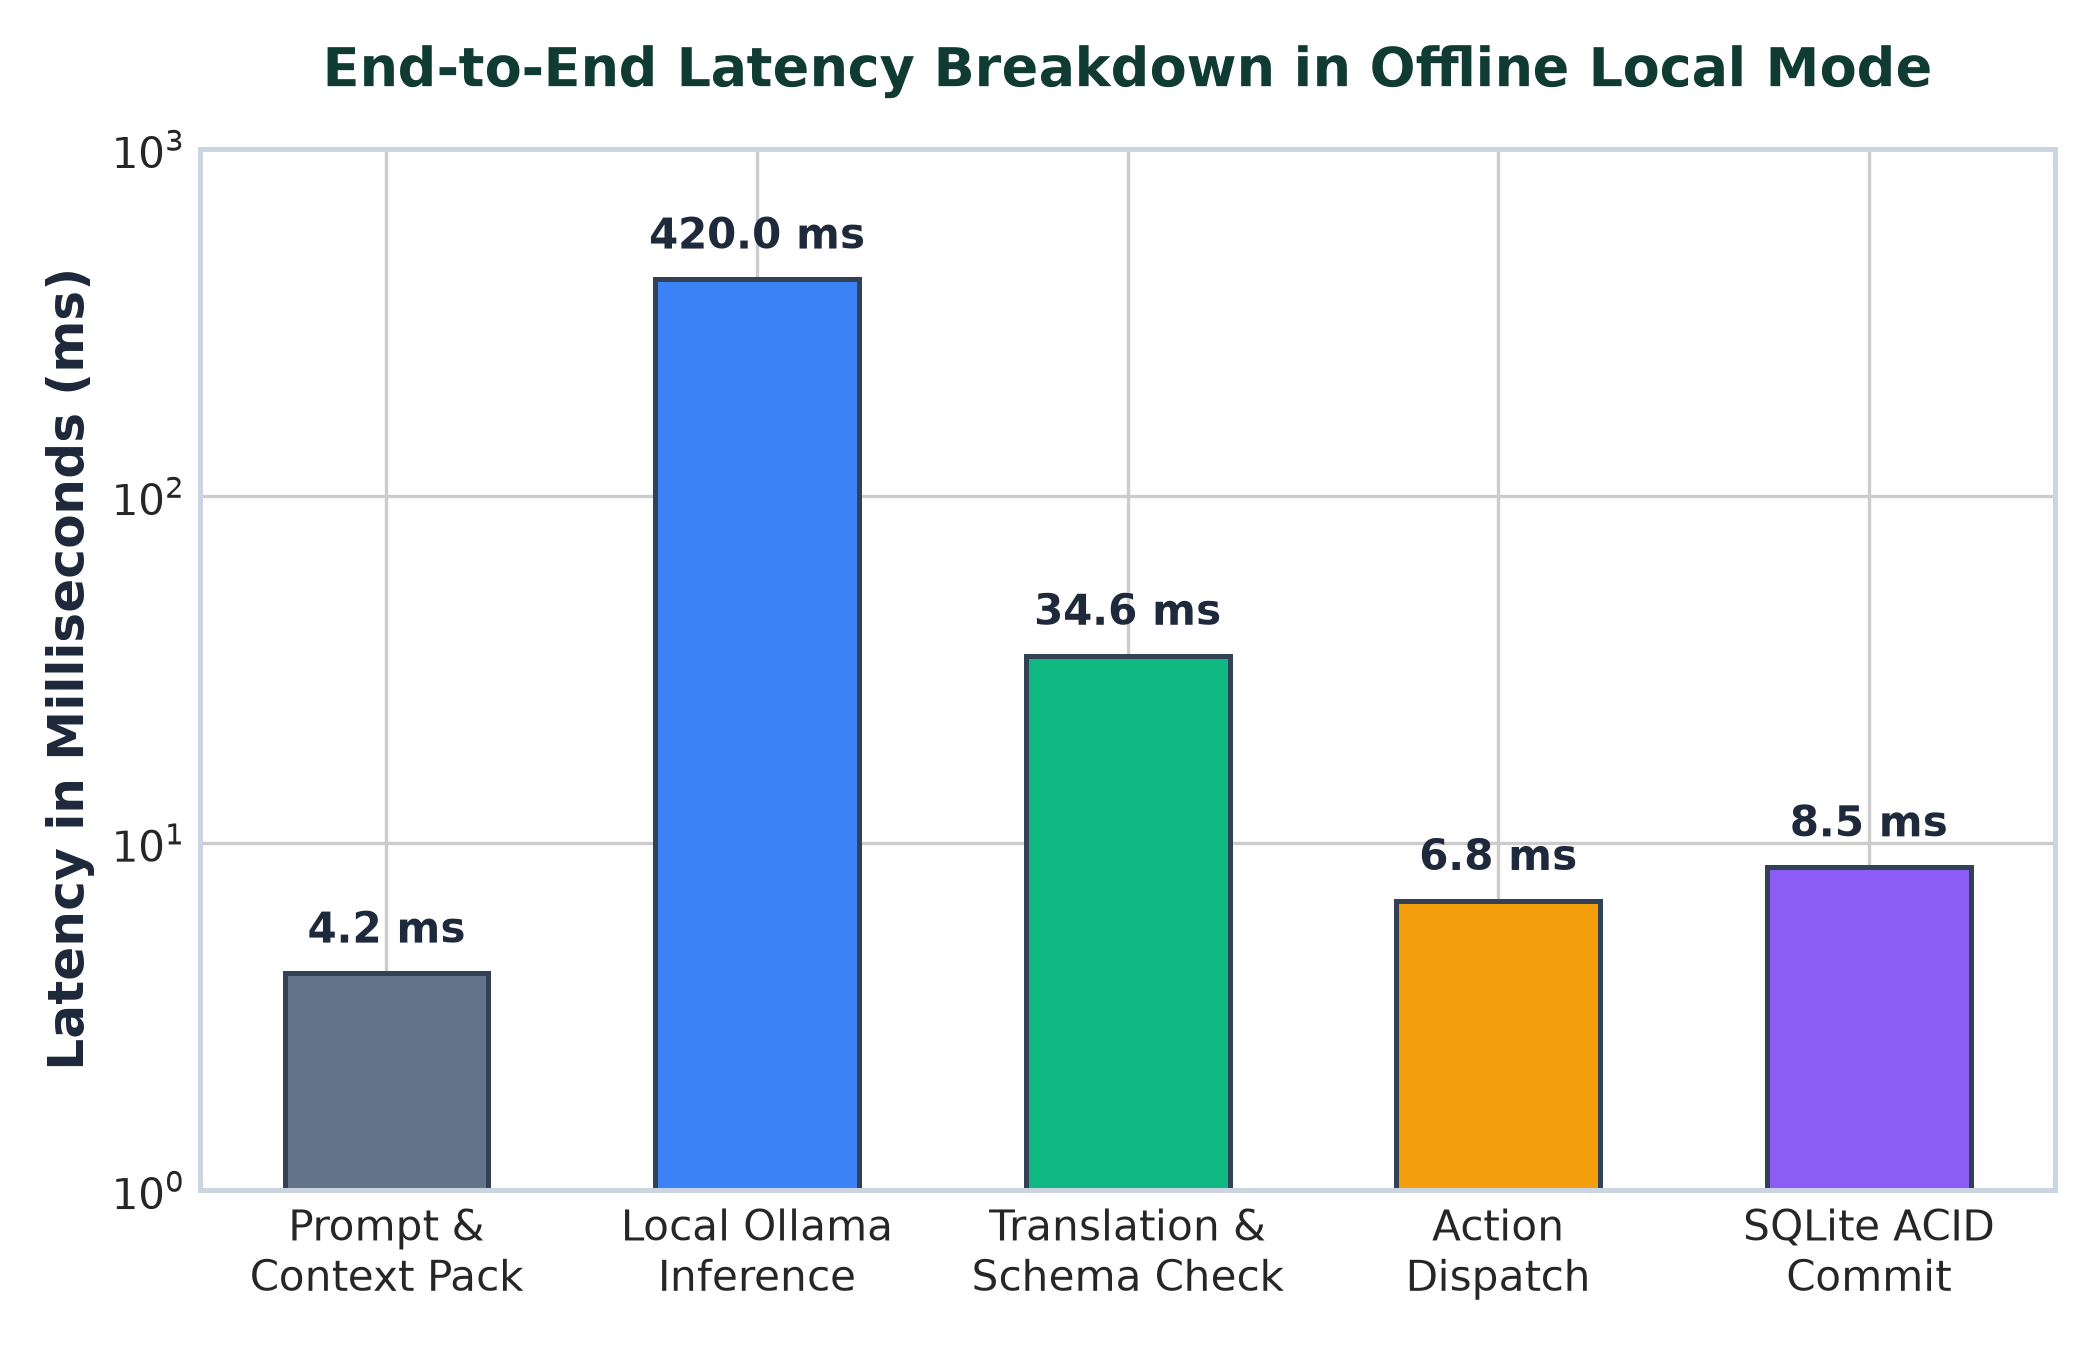 End-to-End Latency Breakdown in Offline Local Mode
Latency in Milliseconds (ms)
10³
10²
10¹
10⁰
4.2 ms
420.0 ms
34.6 ms
6.8 ms
8.5 ms
Prompt &
Context Pack
Local Ollama
Inference
Translation &
Schema Check
Action
Dispatch
SQLite ACID
Commit